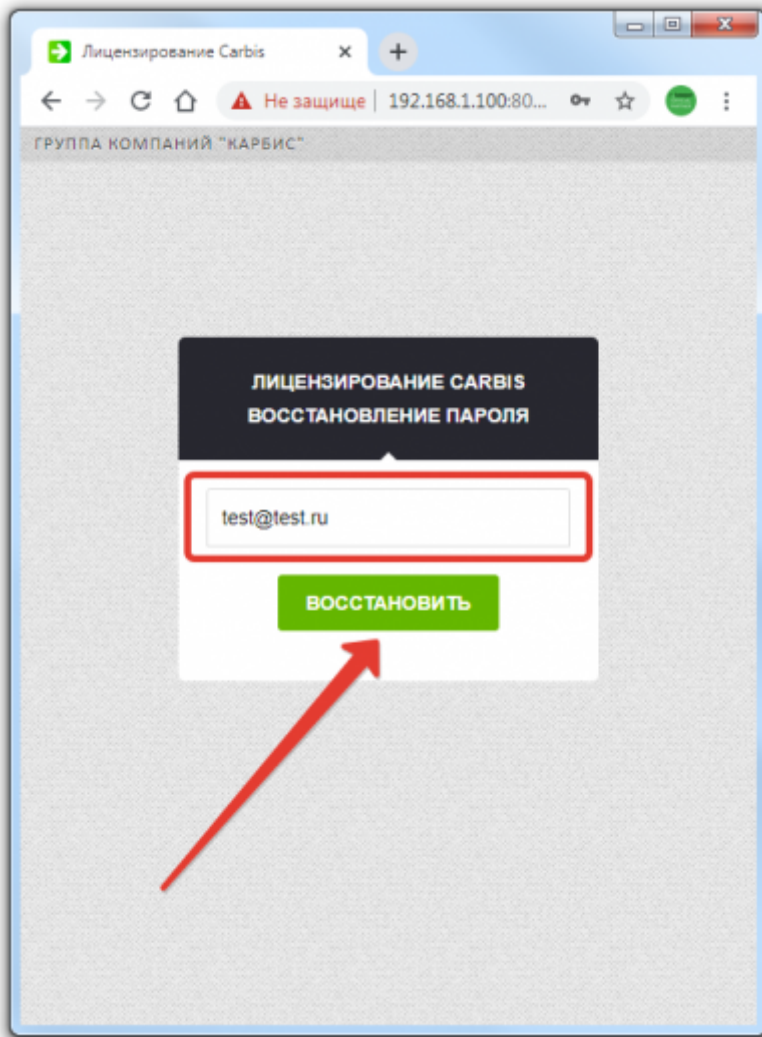 Лицензирование Carbis
Не защище 192.168.1.100:80...
ГРУППА КОМПАНИЙ "КАРБИС"
ЛИЦЕНЗИРОВАНИЕ CARBIS
ВОССТАНОВЛЕНИЕ ПАРОЛЯ
test@test.ru
ВОССТАНОВИТЬ